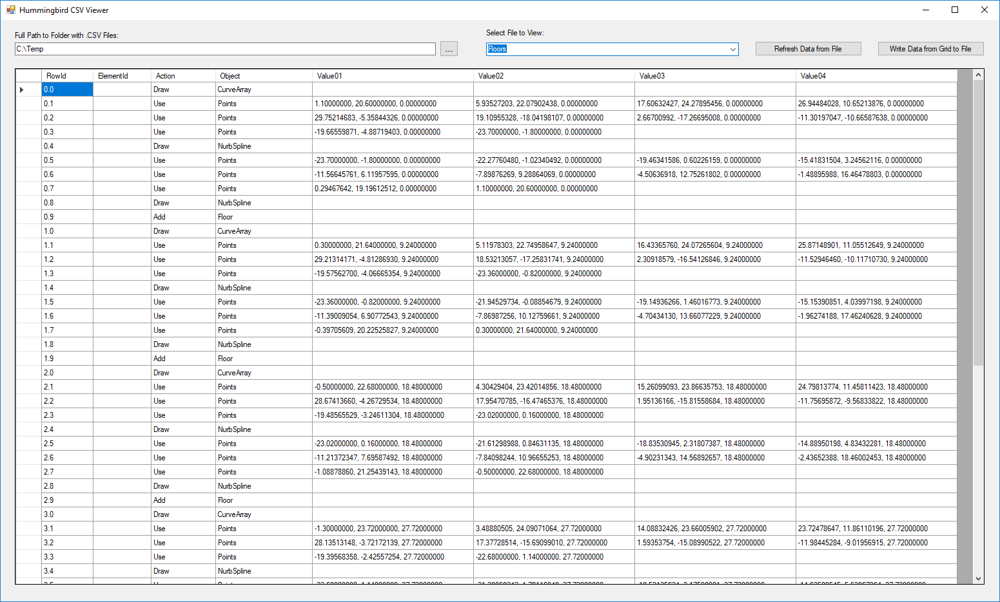 Hummingbird CSV Viewer
Full Path to Folder with .CSV Files:
Select File to View:
C:\Temp
...
Floors
Refresh Data from File
Write Data from Grid to File
RowId ElementId Action Object Value01 Value02 Value03 Value04
0.0 Draw CurveArray
0.1 Use Points 1.10000000, 20.60000000, 0.00000000 5.93527203, 22.07902438, 0.00000000 17.60632427, 24.27895456, 0.00000000 26.94484028, 10.65213876, 0.00000000
0.2 Use Points 29.75214683, -5.35844326, 0.00000000 19.10955328, -18.04198107, 0.00000000 2.66700992, -17.26695008, 0.00000000 -11.30197047, -10.66587638, 0.00000000
0.3 Use Points -19.66559871, -4.88719403, 0.00000000 -23.70000000, -1.80000000, 0.00000000
0.4 Draw NurbSpline
0.5 Use Points -23.70000000, -1.80000000, 0.00000000 -22.27760480, -1.02340492, 0.00000000 -19.46341586, 0.60226159, 0.00000000 -15.41831504, 3.24562116, 0.00000000
0.6 Use Points -11.56645761, 6.11957595, 0.00000000 -7.89876269, 9.28864069, 0.00000000 -4.50636918, 12.75261802, 0.00000000 -1.48895988, 16.46478803, 0.00000000
0.7 Use Points 0.29467642, 19.19612512, 0.00000000 1.10000000, 20.60000000, 0.00000000
0.8 Draw NurbSpline
0.9 Add Floor
1.0 Draw CurveArray
1.1 Use Points 0.30000000, 21.64000000, 9.24000000 5.11978303, 22.74958647, 9.24000000 16.43365760, 24.07265604, 9.24000000 25.87148901, 11.05512649, 9.24000000
1.2 Use Points 29.21314171, -4.81286930, 9.24000000 18.53213057, -17.25831741, 9.24000000 2.30918579, -16.54126846, 9.24000000 -11.52946460, -10.11710730, 9.24000000
1.3 Use Points -19.57562700, -4.06665354, 9.24000000 -23.36000000, -0.82000000, 9.24000000
1.4 Draw NurbSpline
1.5 Use Points -23.36000000, -0.82000000, 9.24000000 -21.94529734, -0.08854679, 9.24000000 -19.14936266, 1.46016773, 9.24000000 -15.15390851, 4.03997198, 9.24000000
1.6 Use Points -11.39009054, 6.90772543, 9.24000000 -7.86987256, 10.12759661, 9.24000000 -4.70434130, 13.66077229, 9.24000000 -1.96274188, 17.46240628, 9.24000000
1.7 Use Points -0.39705609, 20.22525827, 9.24000000 0.30000000, 21.64000000, 9.24000000
1.8 Draw NurbSpline
1.9 Add Floor
2.0 Draw CurveArray
2.1 Use Points -0.50000000, 22.68000000, 18.48000000 4.30429404, 23.42014856, 18.48000000 15.26099093, 23.86635753, 18.48000000 24.79813774, 11.45811423, 18.48000000
2.2 Use Points 28.67413660, -4.26729534, 18.48000000 17.95470785, -16.47465376, 18.48000000 1.95136166, -15.81558684, 18.48000000 -11.75695872, -9.56833822, 18.48000000
2.3 Use Points -19.48565529, -3.24611304, 18.48000000 -23.02000000, 0.16000000, 18.48000000
2.4 Draw NurbSpline
2.5 Use Points -23.02000000, 0.16000000, 18.48000000 -21.61298988, 0.84631135, 18.48000000 -18.83530945, 2.31807387, 18.48000000 -14.88950198, 4.83432281, 18.48000000
2.6 Use Points -11.21372347, 7.69587492, 18.48000000 -7.84098244, 10.96655253, 18.48000000 -4.90231343, 14.56892657, 18.48000000 -2.43652388, 18.46002453, 18.48000000
2.7 Use Points -1.08878860, 21.25439143, 18.48000000 -0.50000000, 22.68000000, 18.48000000
2.8 Draw NurbSpline
2.9 Add Floor
3.0 Draw CurveArray
3.1 Use Points -1.30000000, 23.72000000, 27.72000000 3.48880505, 24.09071064, 27.72000000 14.08832426, 23.66005902, 27.72000000 23.72478647, 11.86110196, 27.72000000
3.2 Use Points 28.13513148, -3.72172139, 27.72000000 17.37728514, -15.69099010, 27.72000000 1.59353754, -15.08990522, 27.72000000 -11.98445284, -9.01956915, 27.72000000
3.3 Use Points -19.39568358, -2.42557254, 27.72000000 -22.68000000, 1.14000000, 27.72000000
3.4 Draw NurbSpline